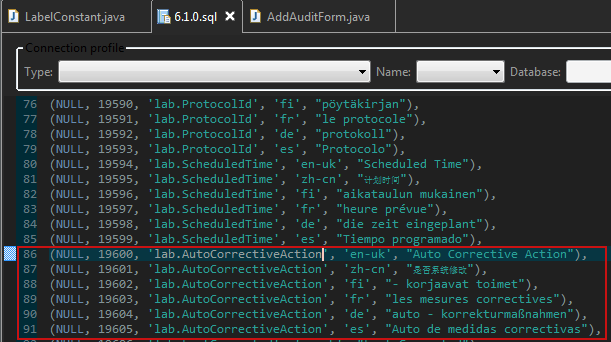 LabelConstant.java
6.1.0.sql
AddAuditForm.java
Connection profile
Type:
Name:
Database:
76 (NULL, 19590, 'lab.ProtocolId', 'fi', "pöytäkirjan"),
77 (NULL, 19591, 'lab.ProtocolId', 'fr', "le protocole"),
78 (NULL, 19592, 'lab.ProtocolId', 'de', "protokoll"),
79 (NULL, 19593, 'lab.ProtocolId', 'es', "Protocolo"),
80 (NULL, 19594, 'lab.ScheduledTime', 'en-uk', "Scheduled Time"),
81 (NULL, 19595, 'lab.ScheduledTime', 'zh-cn', "计划时间"),
82 (NULL, 19596, 'lab.ScheduledTime', 'fi', "aikataulun mukainen"),
83 (NULL, 19597, 'lab.ScheduledTime', 'fr', "heure prévue"),
84 (NULL, 19598, 'lab.ScheduledTime', 'de', "die zeit eingeplant"),
85 (NULL, 19599, 'lab.ScheduledTime', 'es', "Tiempo programado"),
86 (NULL, 19600, 'lab.AutoCorrectiveAction', 'en-uk', "Auto Corrective Action"),
87 (NULL, 19601, 'lab.AutoCorrectiveAction', 'zh-cn', "是否系统修改"),
88 (NULL, 19602, 'lab.AutoCorrectiveAction', 'fi', "- korjaavat toimet"),
89 (NULL, 19603, 'lab.AutoCorrectiveAction', 'fr', "les mesures correctives"),
90 (NULL, 19604, 'lab.AutoCorrectiveAction', 'de', "auto - korrekturmaßnahmen"),
91 (NULL, 19605, 'lab.AutoCorrectiveAction', 'es', "Auto de medidas correctivas"),